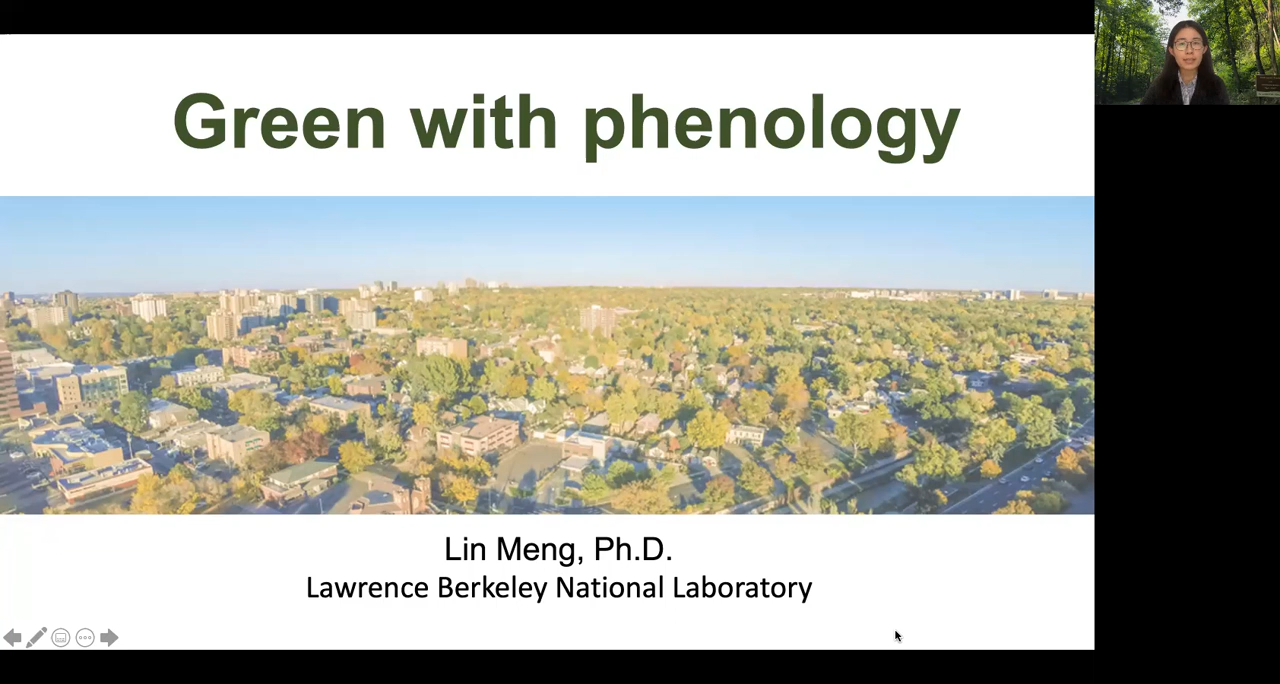 Green with phenology
Lin Meng, Ph.D.
Lawrence Berkeley National Laboratory